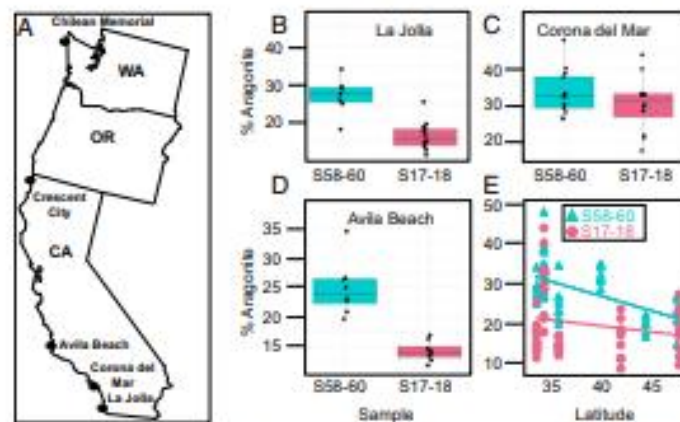 A
Chilean Memorial
WA
OR
Crescent
City
CA
Avila Beach
Corona del
Mar
La Jolla
B
La Jolla
% Aragonite
40
30
20
S58-60
S17-18
C
Corona del Mar
40
30
20
S58-60
S17-18
D
Avila Beach
% Aragonite
35
30
25
20
15
S58-60
S17-18
Sample
E
S58-60
S17-18
50
40
30
20
10
35
40
45
Latitude